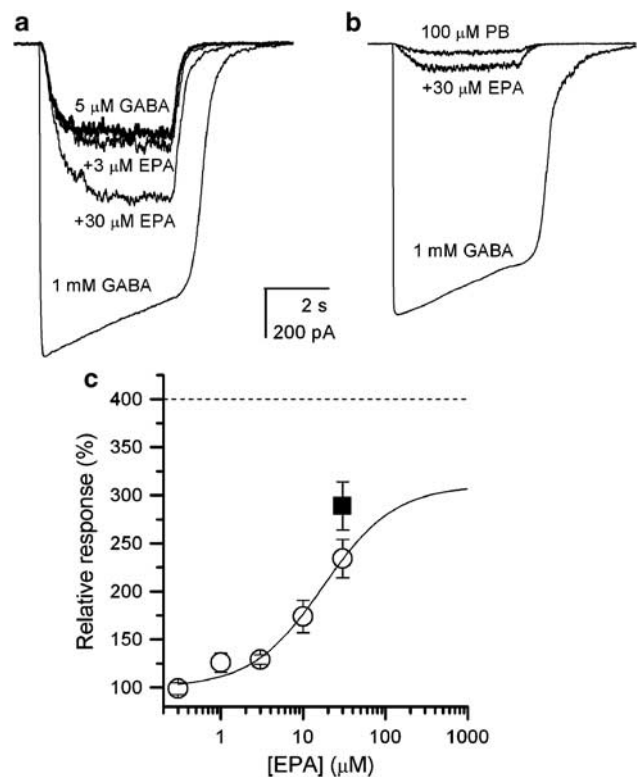 a
5 μM GABA
+3 μM EPA
+30 μM EPA
1 mM GABA
2 s
200 pA
b
100 μM PB
+30 μM EPA
1 mM GABA
c
Relative response (%)
400
350
300
250
200
150
100
1 10 100 1000
[EPA] (μM)